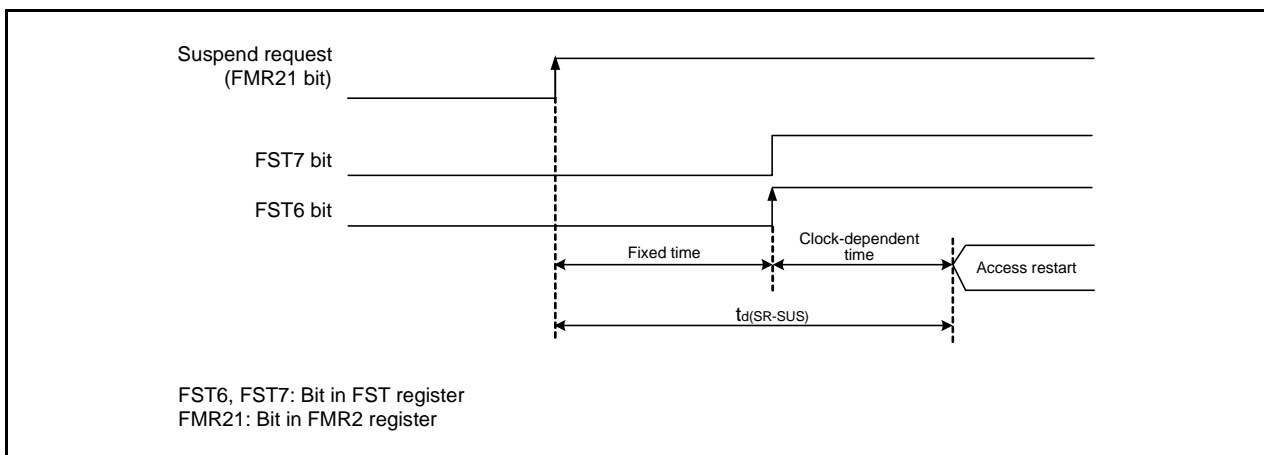 Suspend request
(FMR21 bit)
FST7 bit
FST6 bit
Fixed time
Clock-dependent
time
Access restart
td(SR-SUS)
FST6, FST7: Bit in FST register
FMR21: Bit in FMR2 register